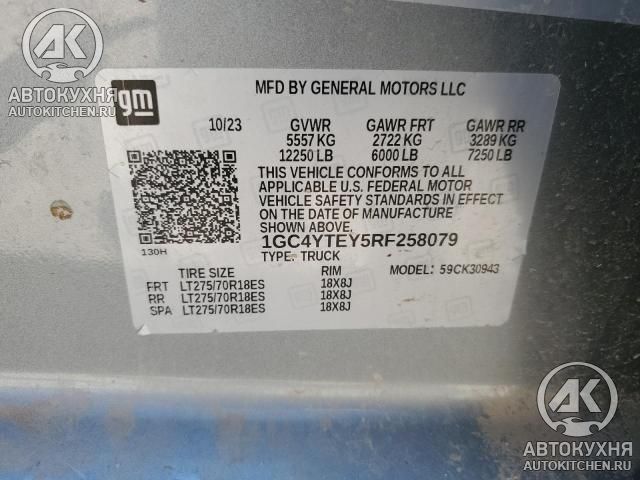 AK
АВТОКУХНЯ
AUTOKITCHEN.RU
gm
MFD BY GENERAL MOTORS LLC
10/23 GVWR GAWR FRT GAWR RR
5557 KG 2722 KG 3289 KG
12250 LB 6000 LB 7250 LB
THIS VEHICLE CONFORMS TO ALL
APPLICABLE U.S. FEDERAL MOTOR
VEHICLE SAFETY STANDARDS IN EFFECT
ON THE DATE OF MANUFACTURE
SHOWN ABOVE.
130H
1GC4YTEY5RF258079
TYPE: TRUCK
TIRE SIZE RIM MODEL: 59CK30943
FRT LT275/70R18ES 18X8J
RR LT275/70R18ES 18X8J
SPA LT275/70R18ES 18X8J
AK
АВТОКУХНЯ
AUTOKITCHEN.RU